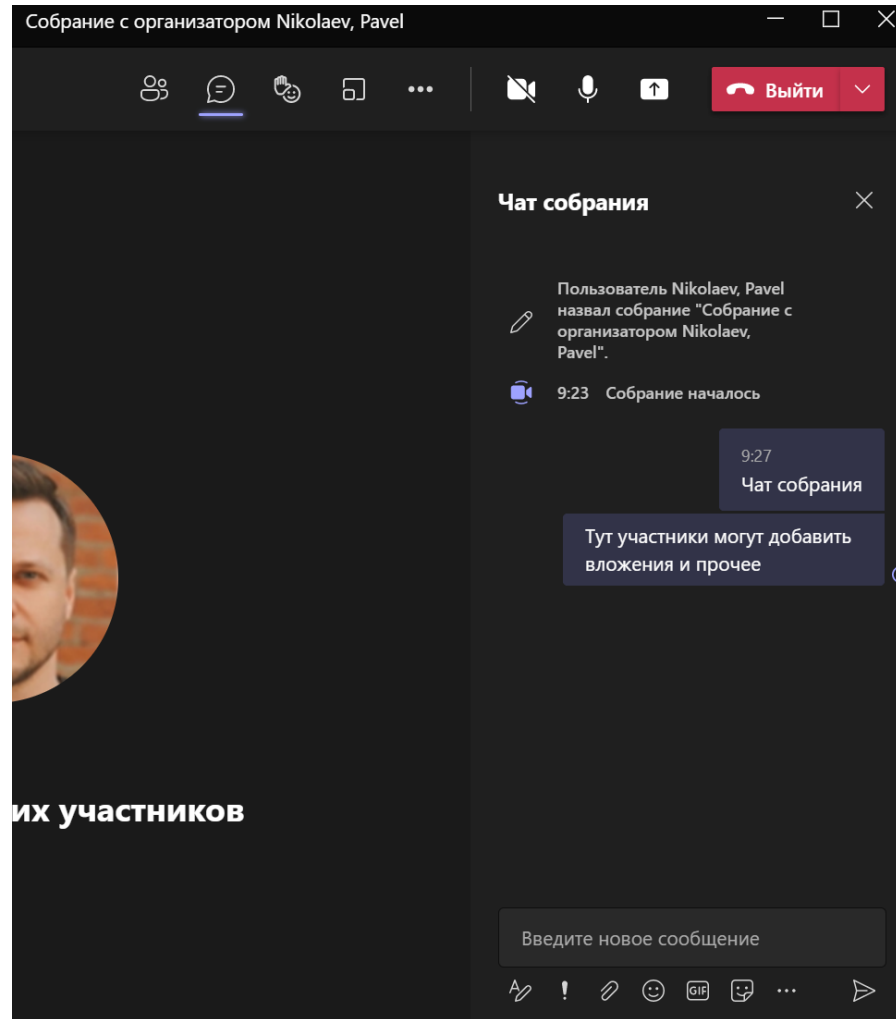 Собрание с организатором Nikolaev, Pavel
Выйти
Чат собрания
Пользователь Nikolaev, Pavel
назвал собрание "Собрание с
организатором Nikolaev,
Pavel".
9:23 Собрание началось
9:27
Чат собрания
Тут участники могут добавить
вложения и прочее
их участников
Введите новое сообщение
GIF